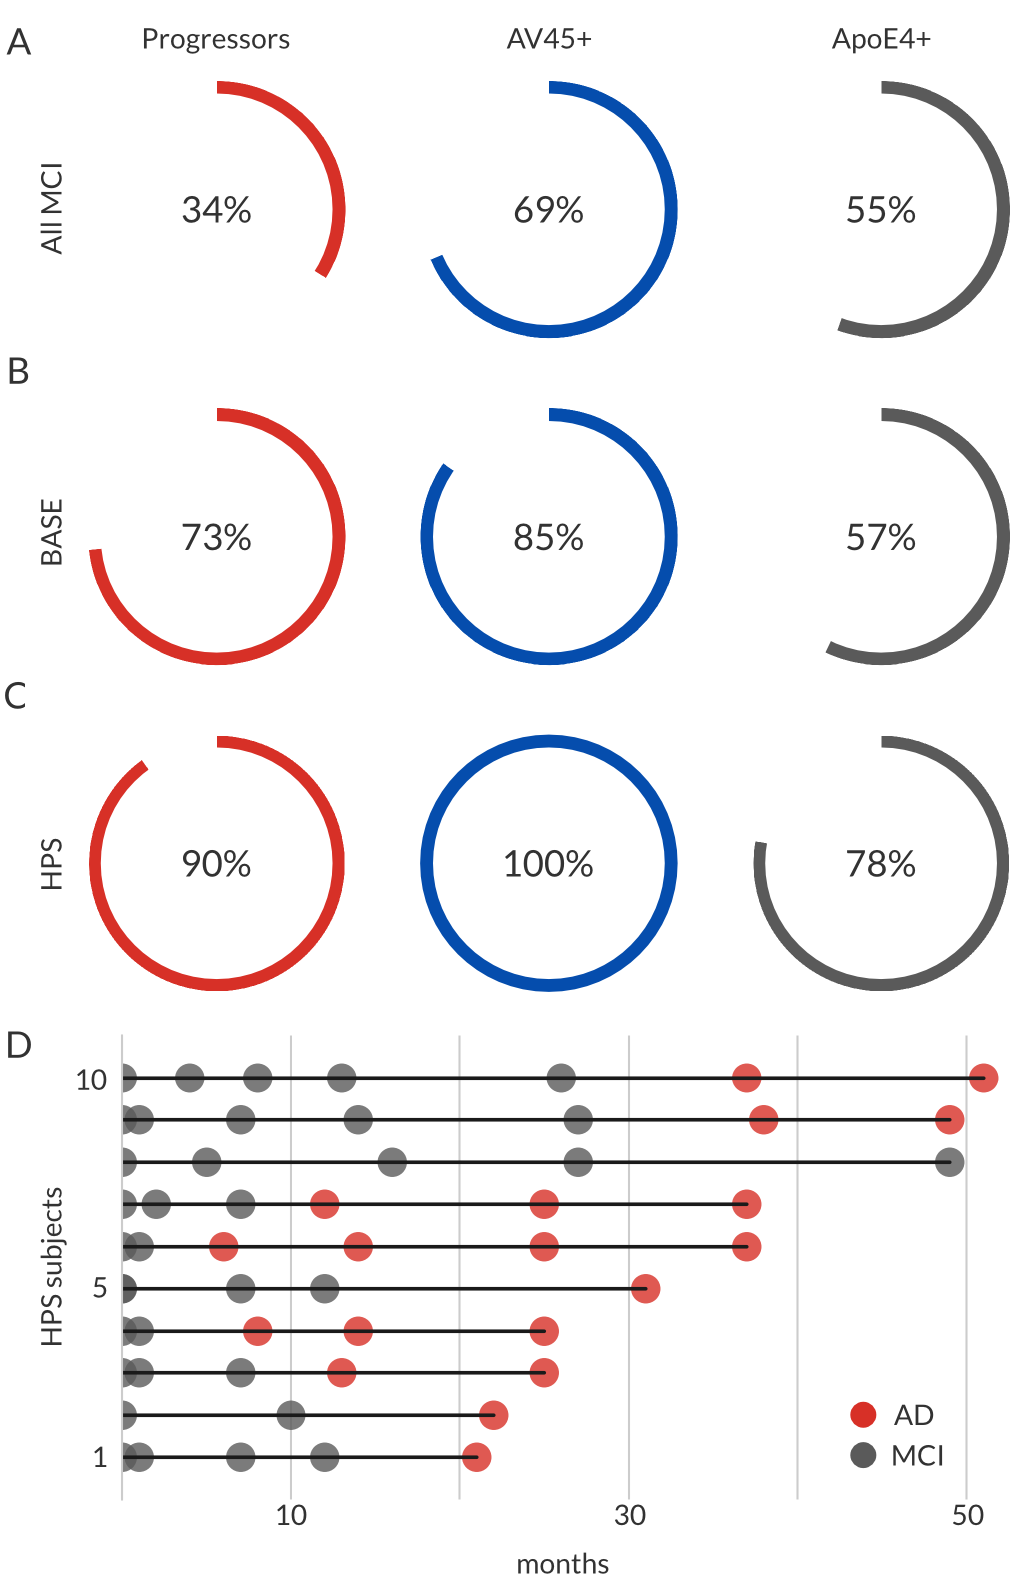 A
Progressors
AV45+
ApoE4+
All MCI
34%
69%
55%
B
BASE
73%
85%
57%
C
HPS
90%
100%
78%
D
HPS subjects
10
5
1
AD
MCI
10
30
50
months